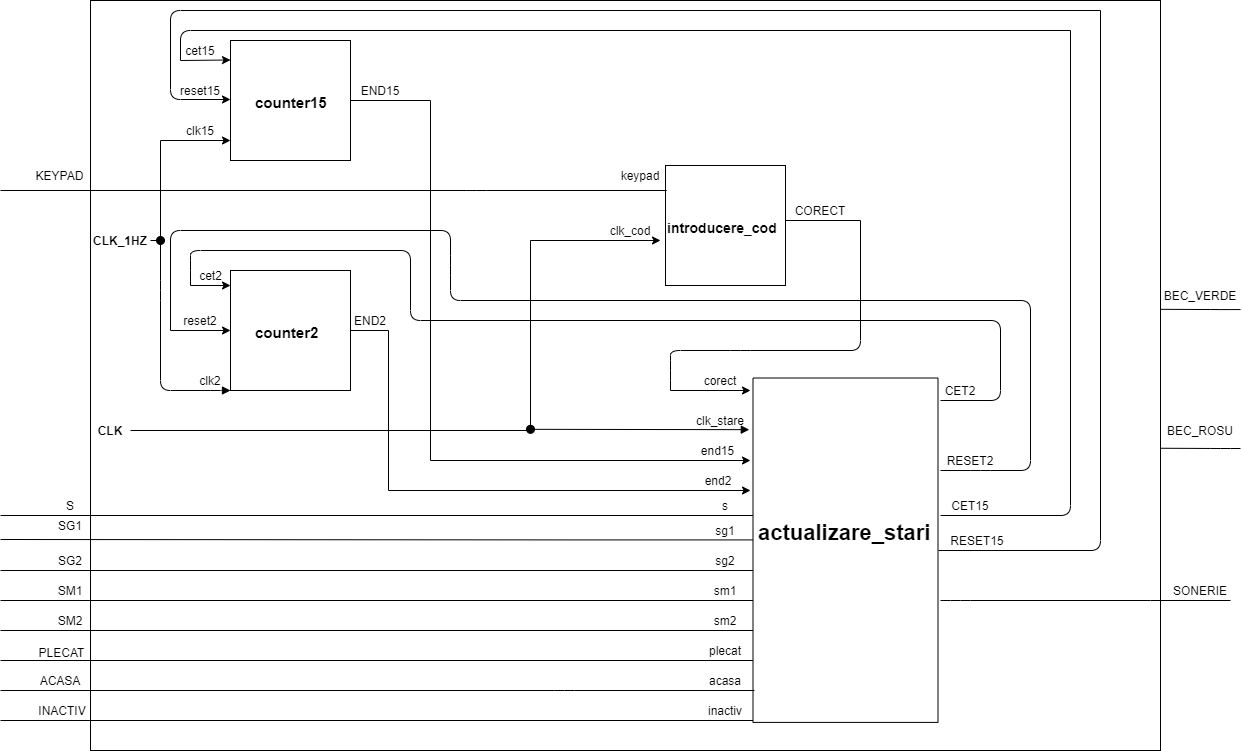 cet15
reset15
counter15
END15
clk15
KEYPAD
keypad
CORECT
introducere_cod
clk_cod
CLK_1HZ
cet2
reset2
counter2
END2
clk2
BEC_VERDE
corect
CET2
CLK
clk_stare
BEC_ROSU
end15
RESET2
end2
S
s
CET15
SG1
sg1
actualizare_stari
RESET15
SG2
sg2
SM1
sm1
SONERIE
SM2
sm2
PLECAT
plecat
ACASA
acasa
INACTIV
inactiv